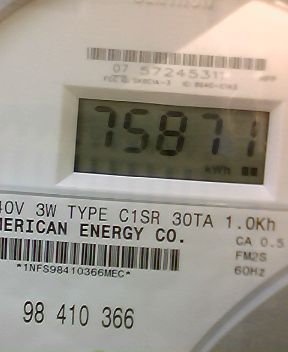 07 57245311
75871
kWh
40V 3W TYPE C1SR 30TA 1.0Kh
MERICAN ENERGY CO.
CA 0.5
FM2S
*1NFS98410366MEC*
60Hz
98 410 366